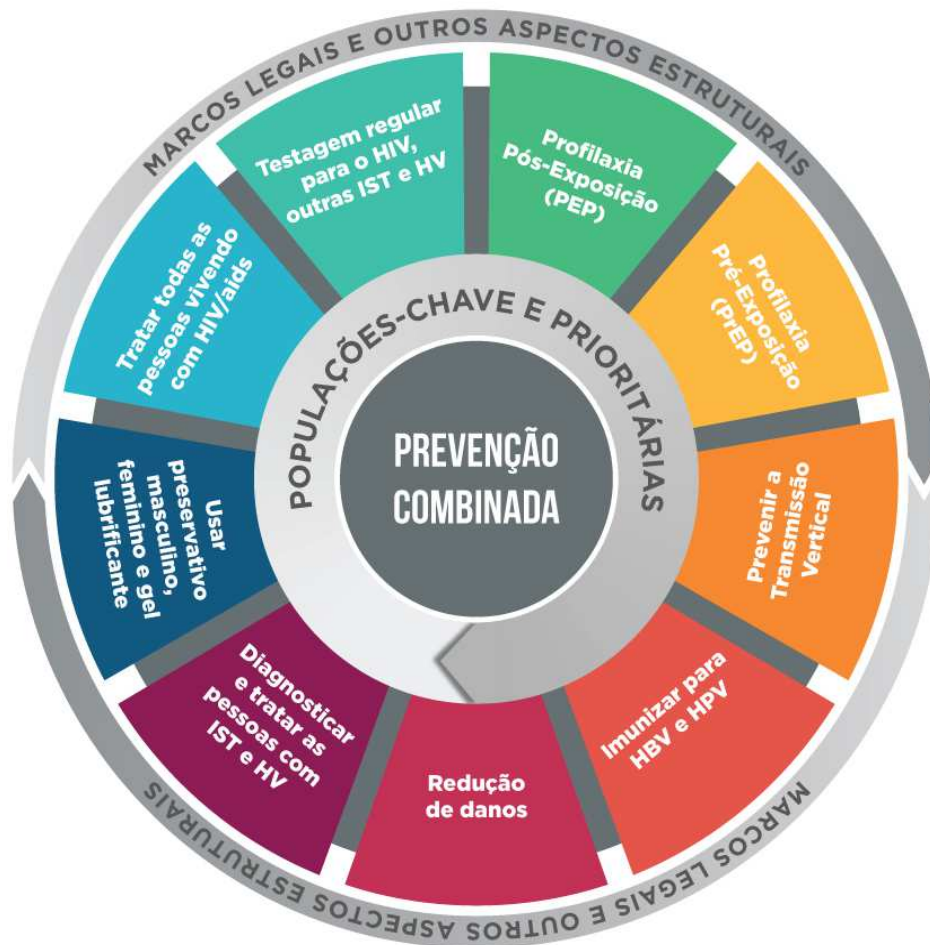 MARCOS LEGAIS E OUTROS ASPECTOS ESTRUTURAIS
Testagem regular
para o HIV,
outras IST e HV
Profilaxia
Pós-Exposição
(PEP)
Profilaxia
Pré-Exposição
(PrEP)
Prevenir a
Transmissão
Vertical
Imunizar para
HBV e HPV
Redução
de danos
Diagnosticar
e tratar as
pessoas com
IST e HV
Usar
preservativo
masculino,
feminino e gel
lubrificante
Tratar todas as
pessoas vivendo
com HIV/aids
POPULAÇÕES-CHAVE E PRIORITÁRIAS
PREVENÇÃO
COMBINADA
MARCOS LEGAIS E OUTROS ASPECTOS ESTRUTURAIS